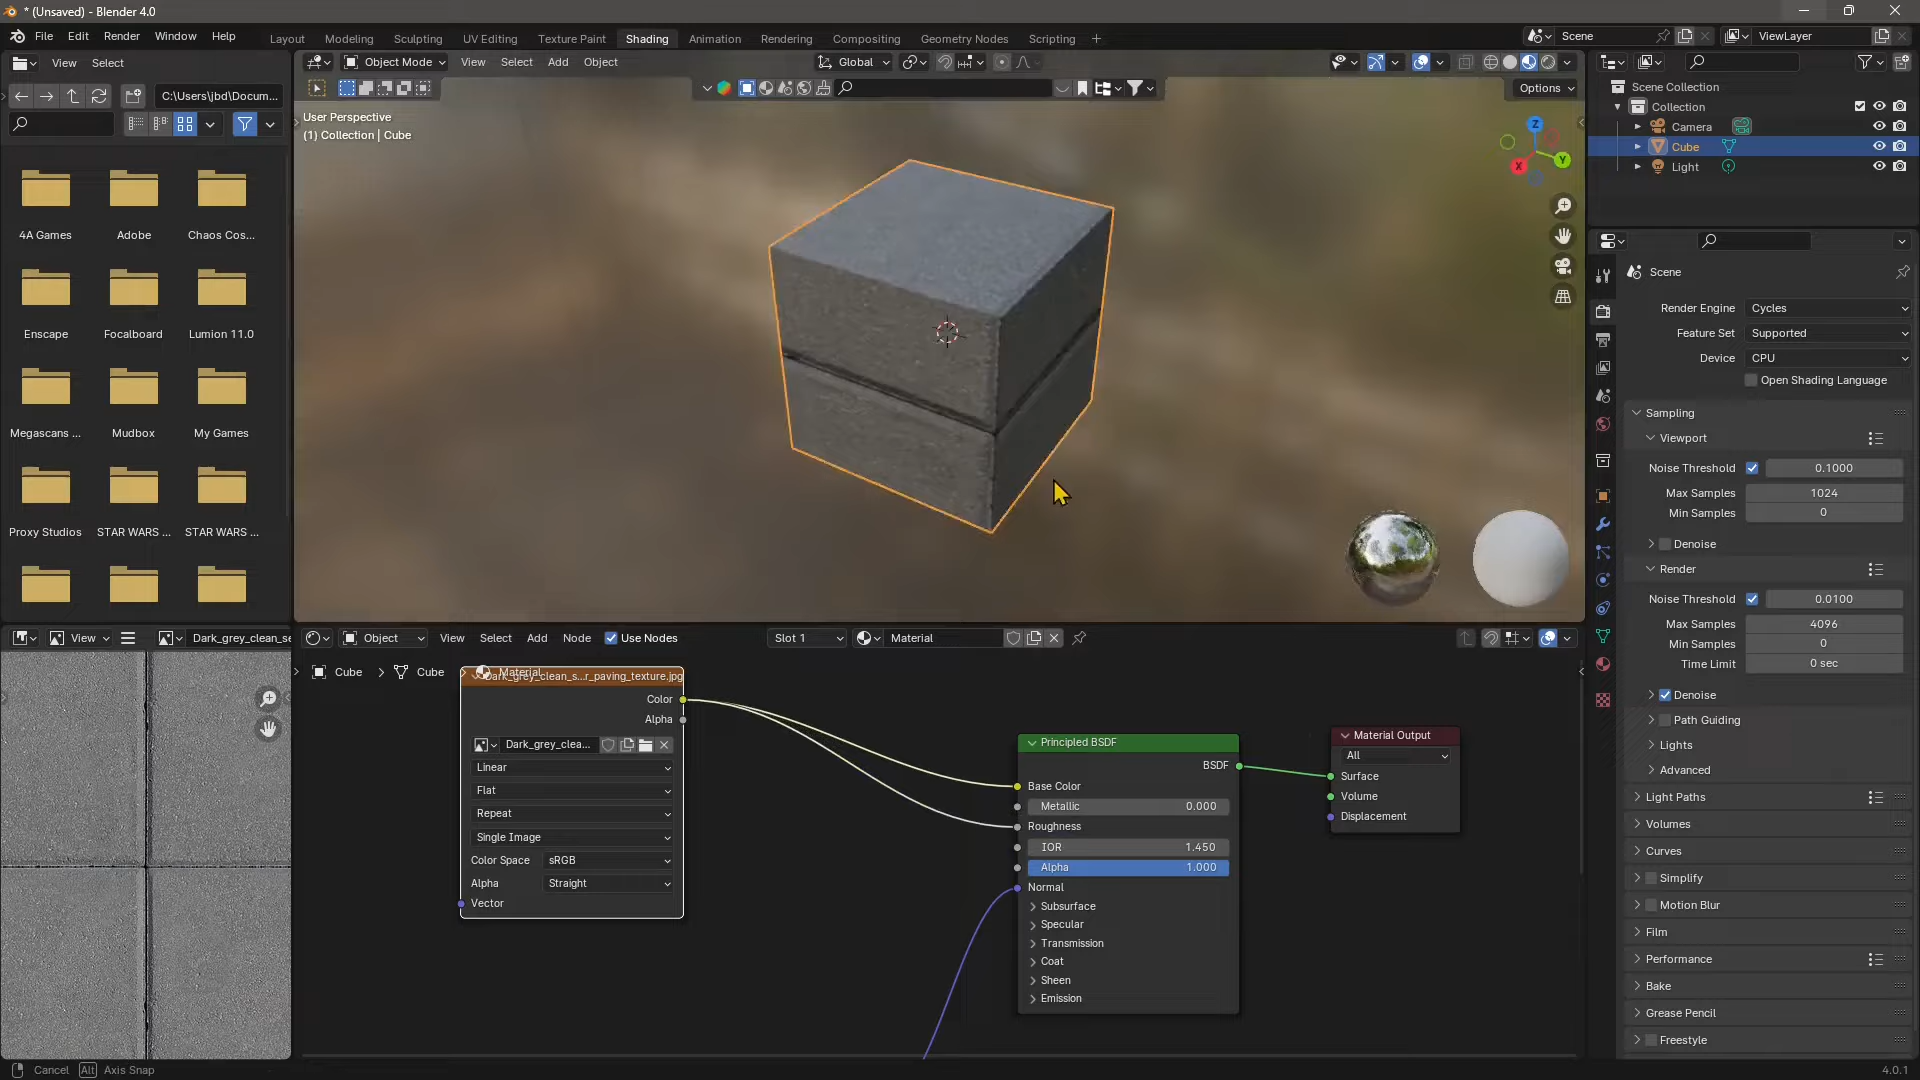 * (Unsaved) - Blender 4.0
File Edit Render Window Help
Layout Modeling Sculpting UV Editing Texture Paint Shading Animation Rendering Compositing Geometry Nodes Scripting +
Scene
ViewLayer
View Select
Object Mode View Select Add Object
Global
C:\Users\jbd\Docum...
Options
User Perspective
(1) Collection | Cube
Z
Y
X
4A Games Adobe Chaos Cos...
Enscape Focalboard Lumion 11.0
Megascans ... Mudbox My Games
Proxy Studios STAR WARS ... STAR WARS ...
Scene Collection
Collection
Camera
Cube
Light
Scene
Render Engine Cycles
Feature Set Supported
Device CPU
Open Shading Language
Sampling
Viewport
Noise Threshold 0.1000
Max Samples 1024
Min Samples 0
Denoise
Render
Noise Threshold 0.0100
Max Samples 4096
Min Samples 0
Time Limit 0 sec
Denoise
Path Guiding
Lights
Advanced
Light Paths
Volumes
Curves
Simplify
Motion Blur
Film
Performance
Bake
Grease Pencil
Freestyle
View Dark_grey_clean_se
Object View Select Add Node Use Nodes Slot 1 Material
Cube > Cube > Material
Dark_grey_clean_s...r_paving_texture.jpg
Color
Alpha
Dark_grey_clea...
Linear
Flat
Repeat
Single Image
Color Space sRGB
Alpha Straight
Vector
Principled BSDF
BSDF
Base Color
Metallic 0.000
Roughness
IOR 1.450
Alpha 1.000
Normal
Subsurface
Specular
Transmission
Coat
Sheen
Emission
Material Output
All
Surface
Volume
Displacement
Cancel Alt Axis Snap
4.0.1